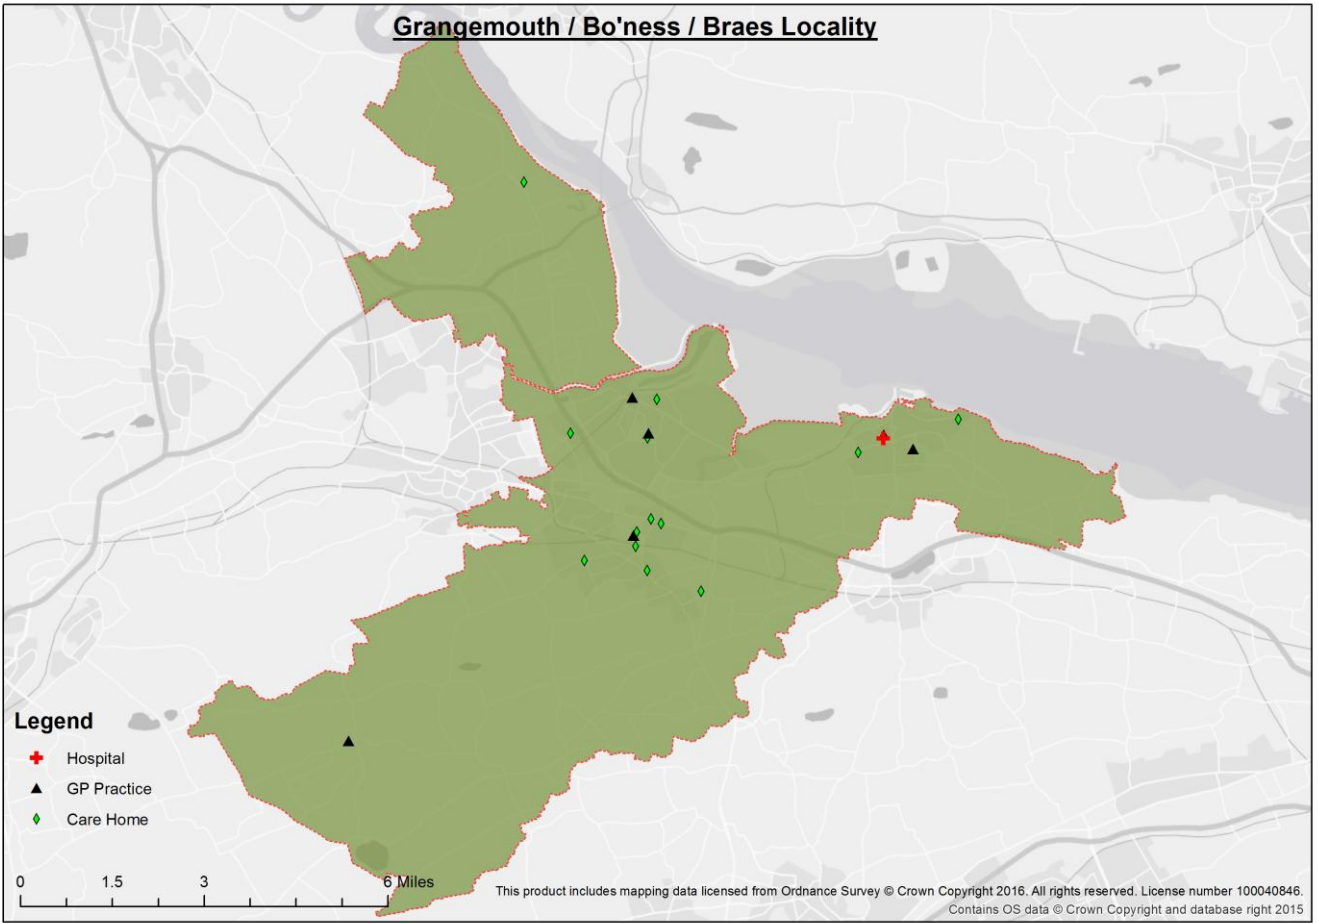 Grangemouth / Bo'ness / Braes Locality
Legend
Hospital
GP Practice
Care Home
0 1.5 3 6 Miles
This product includes mapping data licensed from Ordnance Survey © Crown Copyright 2016. All rights reserved. License number 100040846.
Contains OS data © Crown Copyright and database right 2015